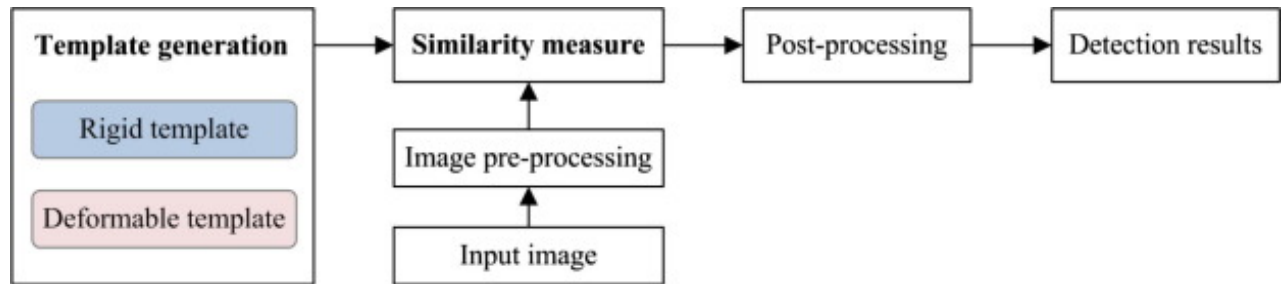 Template generation
Rigid template
Deformable template
Similarity measure
Image pre-processing
Input image
Post-processing
Detection results